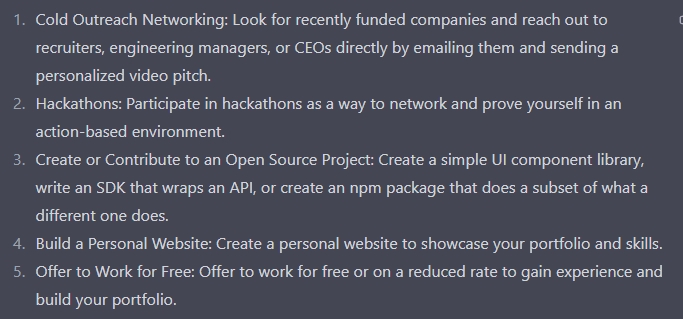 1. Cold Outreach Networking: Look for recently funded companies and reach out to
recruiters, engineering managers, or CEOs directly by emailing them and sending a
personalized video pitch.
2. Hackathons: Participate in hackathons as a way to network and prove yourself in an
action-based environment.
3. Create or Contribute to an Open Source Project: Create a simple UI component library,
write an SDK that wraps an API, or create an npm package that does a subset of what a
different one does.
4. Build a Personal Website: Create a personal website to showcase your portfolio and skills.
5. Offer to Work for Free: Offer to work for free or on a reduced rate to gain experience and
build your portfolio.